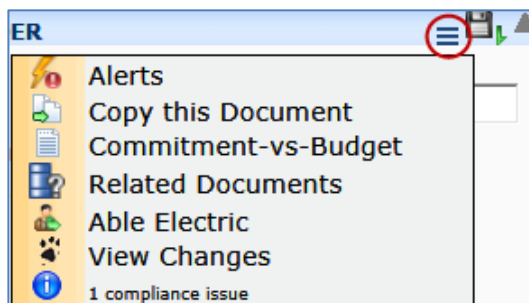 ER
Alerts
Copy this Document
Commitment-vs-Budget
Related Documents
Able Electric
View Changes
1 compliance issue